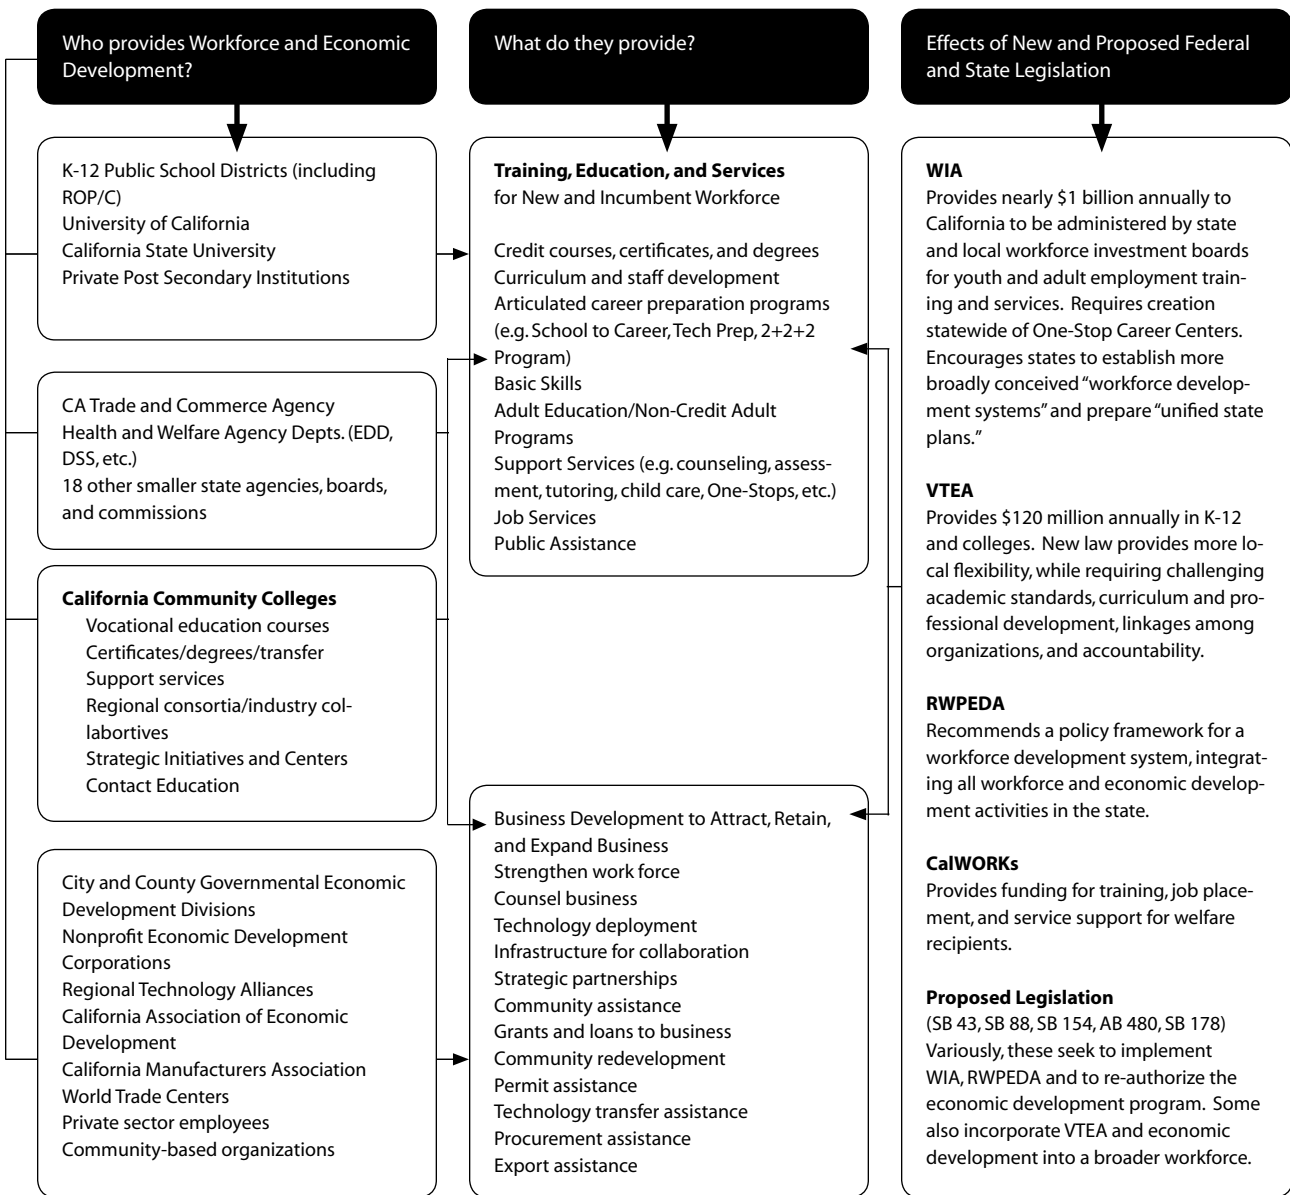 Who provides Workforce and Economic
Development?
K-12 Public School Districts (including
ROP/C)
University of California
California State University
Private Post Secondary Institutions
CA Trade and Commerce Agency
Health and Welfare Agency Depts. (EDD,
DSS, etc.)
18 other smaller state agencies, boards,
and commissions
California Community Colleges
Vocational education courses
Certificates/degrees/transfer
Support services
Regional consortia/industry col-
labortives
Strategic Initiatives and Centers
Contact Education
City and County Governmental Economic
Development Divisions
Nonprofit Economic Development
Corporations
Regional Technology Alliances
California Association of Economic
Development
California Manufacturers Association
World Trade Centers
Private sector employees
Community-based organizations
What do they provide?
Training, Education, and Services
for New and Incumbent Workforce
Credit courses, certificates, and degrees
Curriculum and staff development
Articulated career preparation programs
(e.g. School to Career, Tech Prep, 2+2+2
Program)
Basic Skills
Adult Education/Non-Credit Adult
Programs
Support Services (e.g. counseling, assess-
ment, tutoring, child care, One-Stops, etc.)
Job Services
Public Assistance
Business Development to Attract, Retain,
and Expand Business
Strengthen work force
Counsel business
Technology deployment
Infrastructure for collaboration
Strategic partnerships
Community assistance
Grants and loans to business
Community redevelopment
Permit assistance
Technology transfer assistance
Procurement assistance
Export assistance
Effects of New and Proposed Federal
and State Legislation
WIA
Provides nearly $1 billion annually to
California to be administered by state
and local workforce investment boards
for youth and adult employment train-
ing and services. Requires creation
statewide of One-Stop Career Centers.
Encourages states to establish more
broadly conceived “workforce develop-
ment systems” and prepare “unified state
plans.”
VTEA
Provides $120 million annually in K-12
and colleges. New law provides more lo-
cal flexibility, while requiring challenging
academic standards, curriculum and pro-
fessional development, linkages among
organizations, and accountability.
RWPEDA
Recommends a policy framework for a
workforce development system, integrat-
ing all workforce and economic develop-
ment activities in the state.
CalWORKs
Provides funding for training, job place-
ment, and service support for welfare
recipients.
Proposed Legislation
(SB 43, SB 88, SB 154, AB 480, SB 178)
Variously, these seek to implement
WIA, RWPEDA and to re-authorize the
economic development program. Some
also incorporate VTEA and economic
development into a broader workforce.